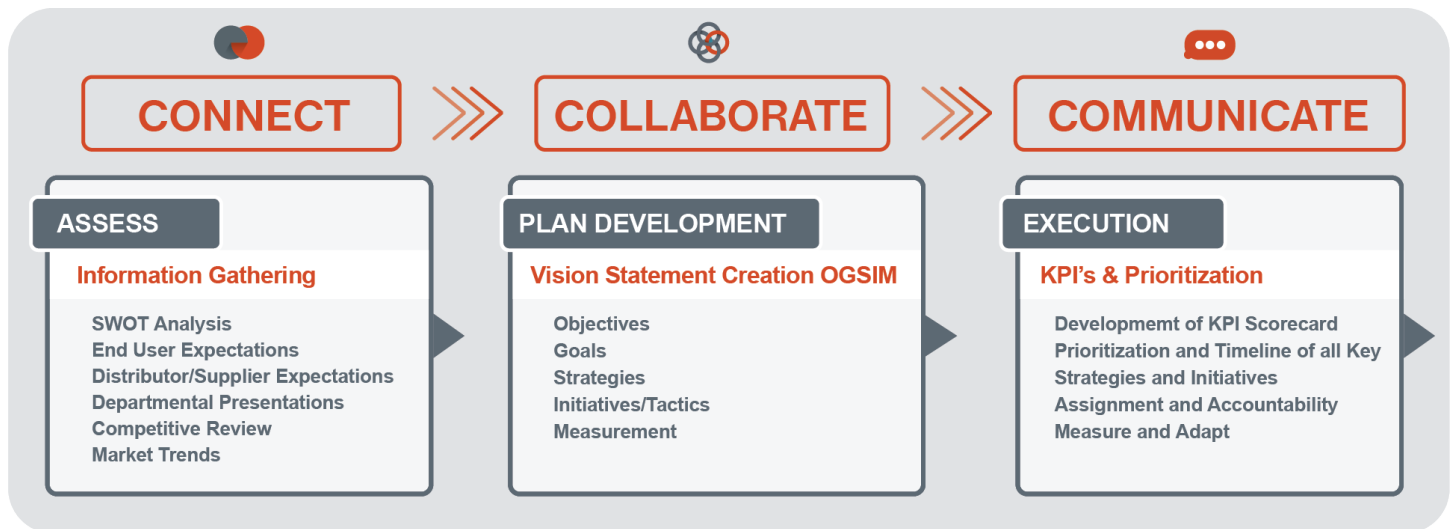 CONNECT
COLLABORATE
COMMUNICATE
ASSESS
Information Gathering
SWOT Analysis
End User Expectations
Distributor/Supplier Expectations
Departmental Presentations
Competitive Review
Market Trends
PLAN DEVELOPMENT
Vision Statement Creation OGSIM
Objectives
Goals
Strategies
Initiatives/Tactics
Measurement
EXECUTION
KPI’s & Prioritization
Developmemt of KPI Scorecard
Prioritization and Timeline of all Key
Strategies and Initiatives
Assignment and Accountability
Measure and Adapt